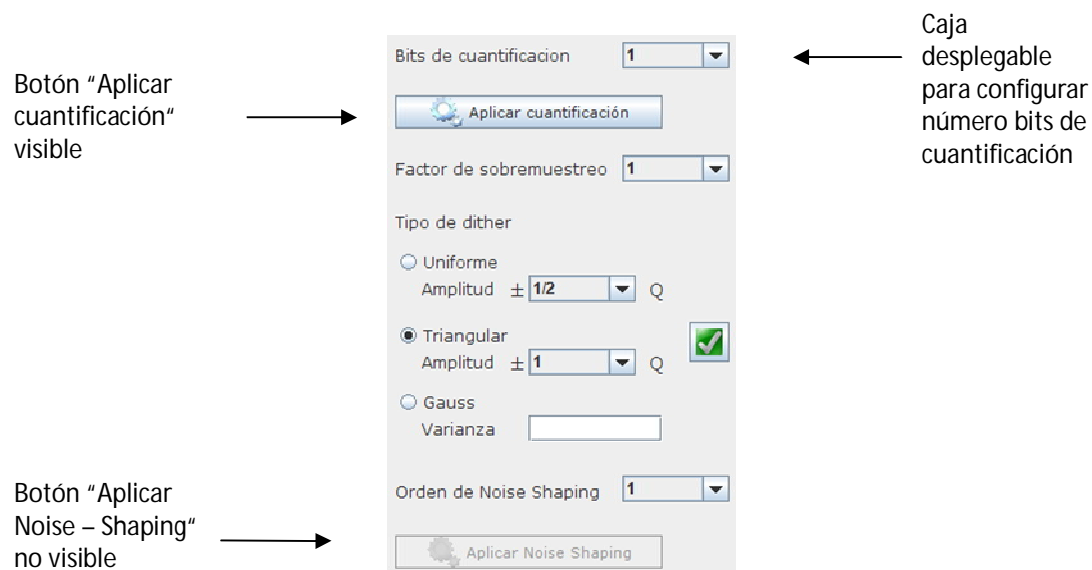 Caja
desplegable
para configurar
número bits de
cuantificación
Botón “Aplicar
cuantificación“
visible
Bits de cuantificacion 1
Aplicar cuantificación
Factor de sobremuestreo 1
Tipo de dither
Uniforme
Amplitud ± 1/2 Q
Triangular
Amplitud ± 1 Q
Gauss
Varianza
Orden de Noise Shaping 1
Aplicar Noise Shaping
Botón “Aplicar
Noise – Shaping“
no visible